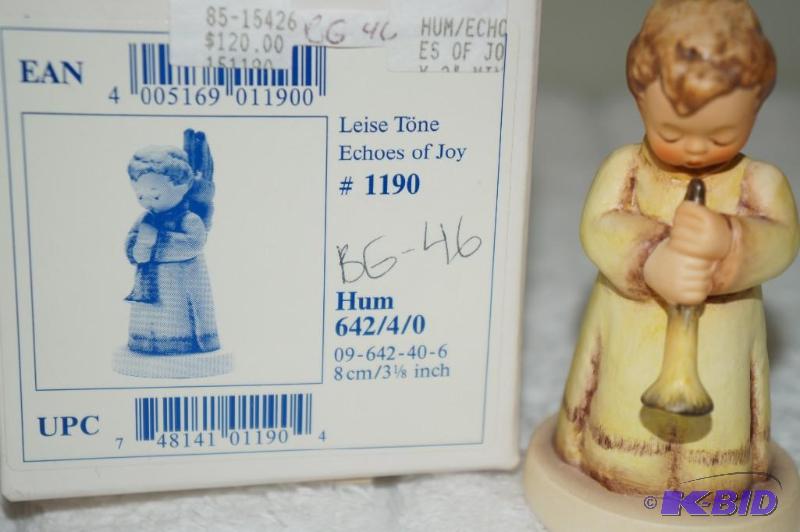 85-15426
$120.00
151190
BG 46
HUM/ECHO
ES OF JO
EAN
4 005169 011900
Leise Töne
Echoes of Joy
# 1190
BG-46
Hum
642/4/0
09-642-40-6
8 cm/3⅛ inch
UPC
7 48141 01190 4
© K-BID